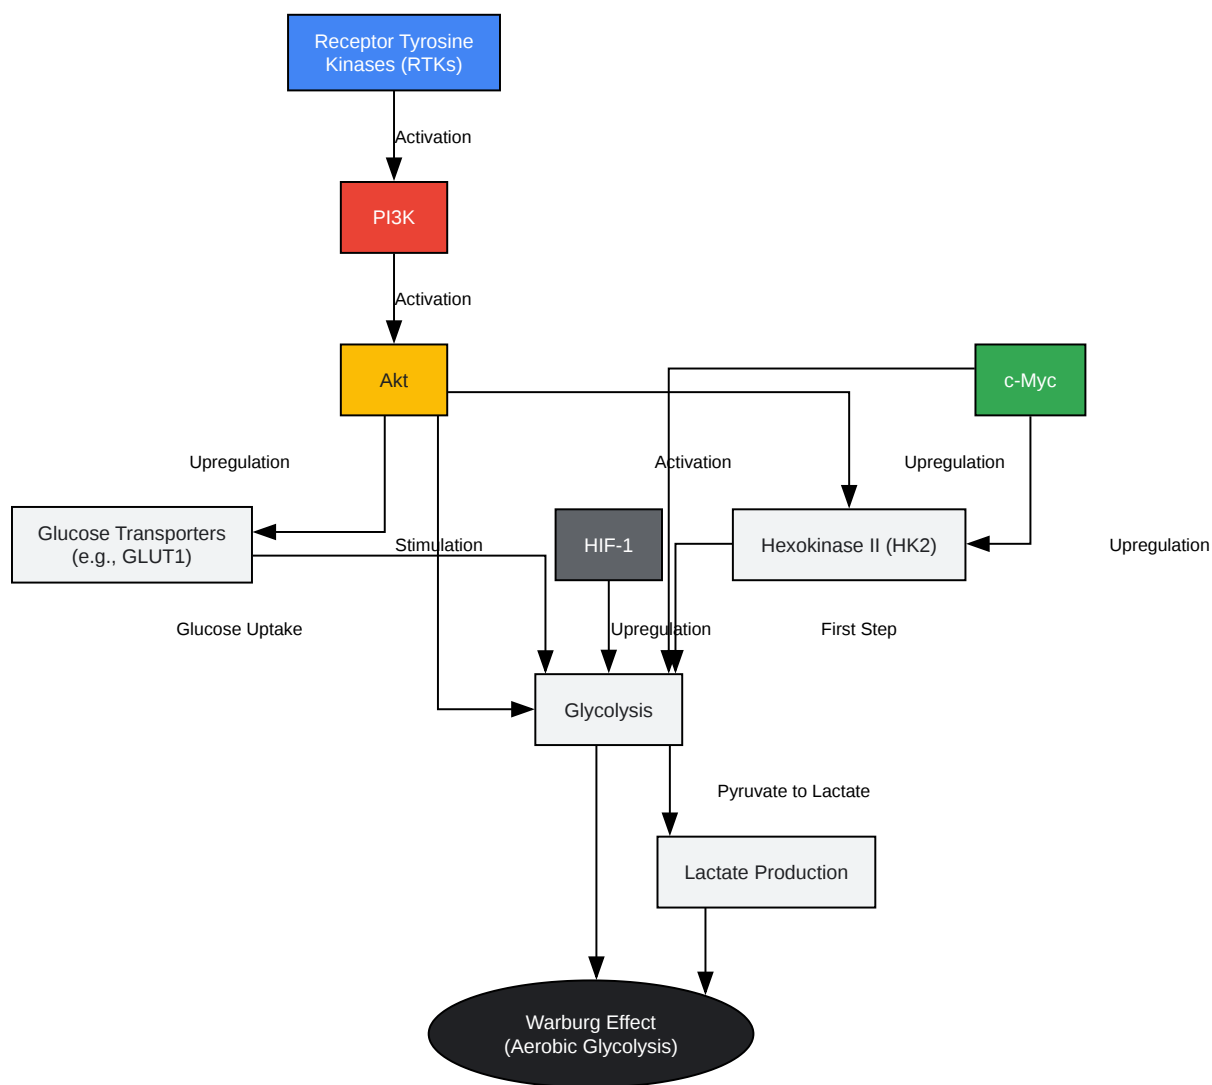 Receptor Tyrosine
Kinases (RTKs)
Activation
PI3K
Activation
Akt
c-Myc
Upregulation
Activation
Upregulation
Glucose Transporters
(e.g., GLUT1)
Stimulation
HIF-1
Hexokinase II (HK2)
Upregulation
Glucose Uptake
Upregulation
First Step
Glycolysis
Pyruvate to Lactate
Lactate Production
Warburg Effect
(Aerobic Glycolysis)